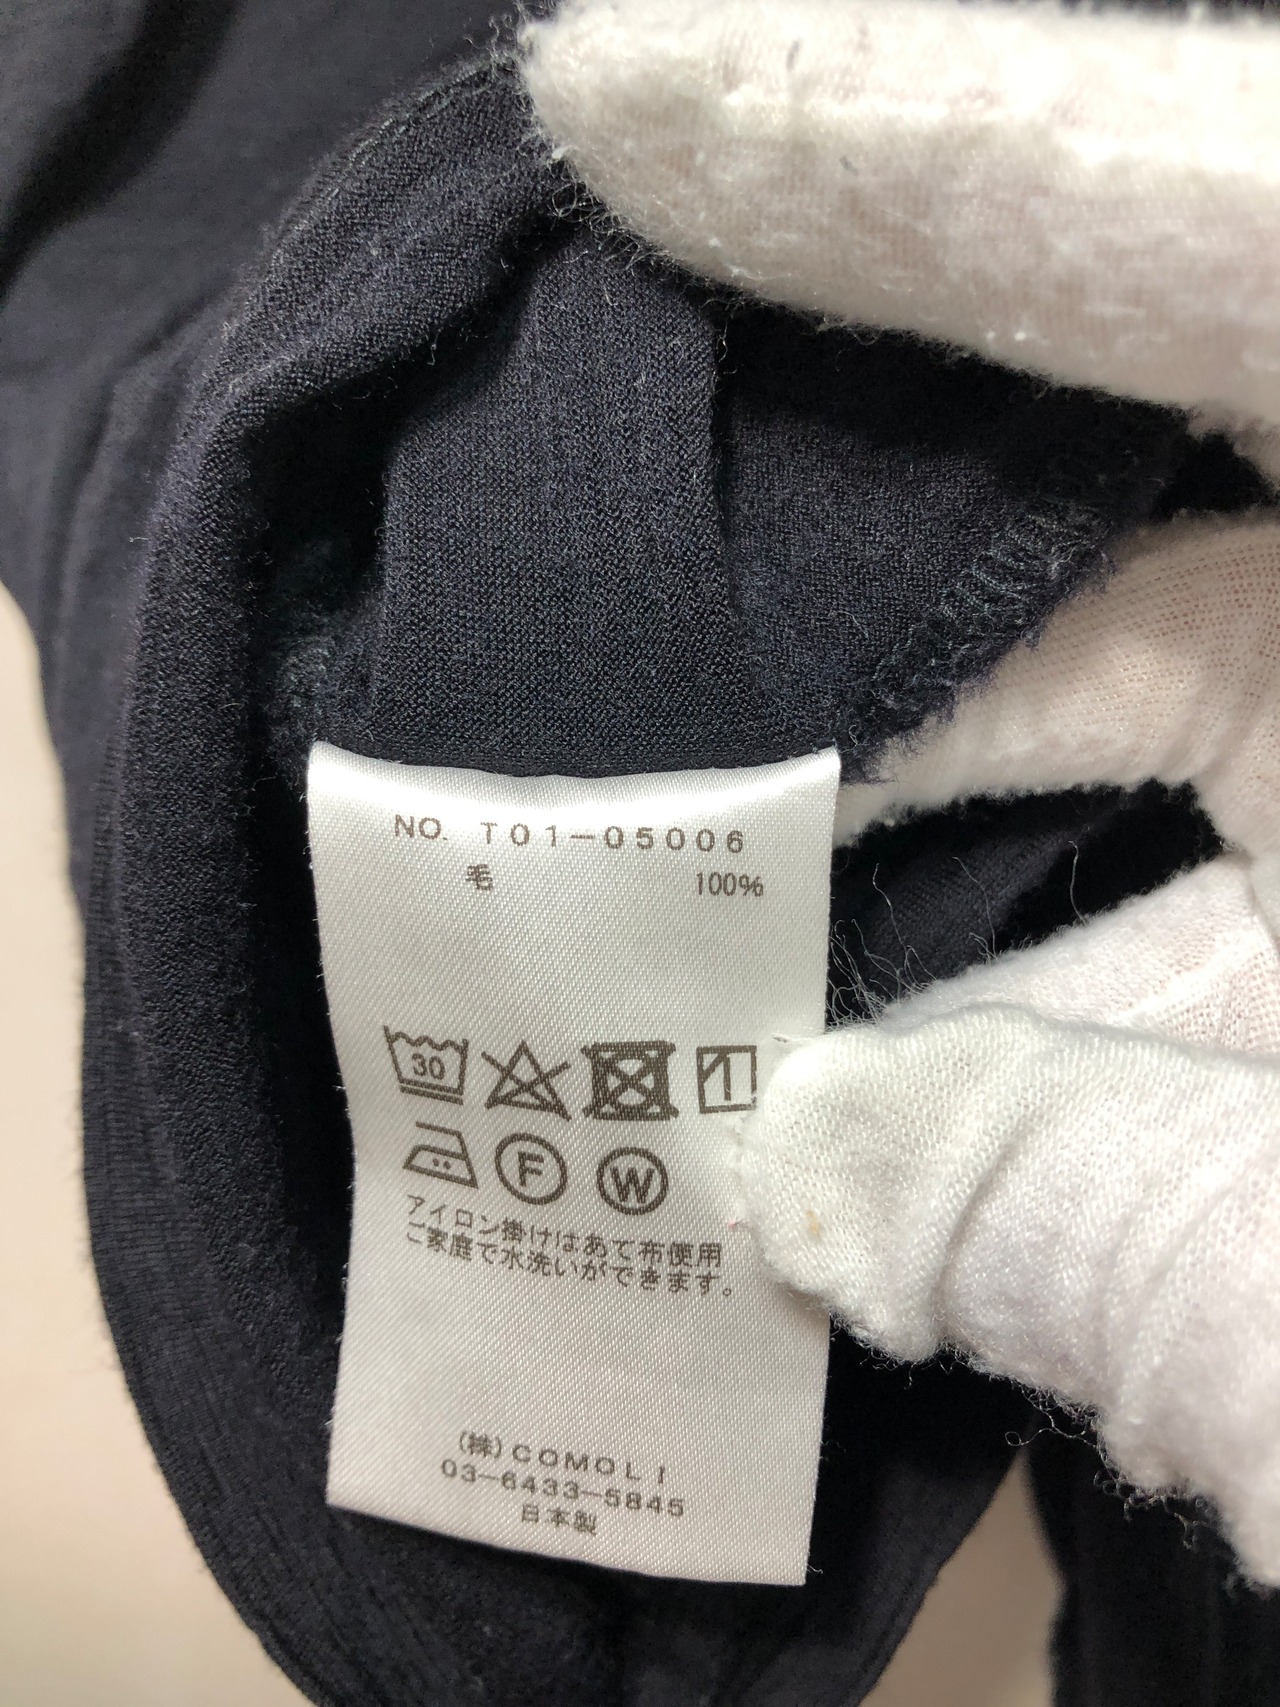 NO. T01-05006
毛 100%
30
F W
アイロン掛けはあて布使用
ご家庭で水洗いができます。
(株)COMOLI
03-6433-5845
日本製